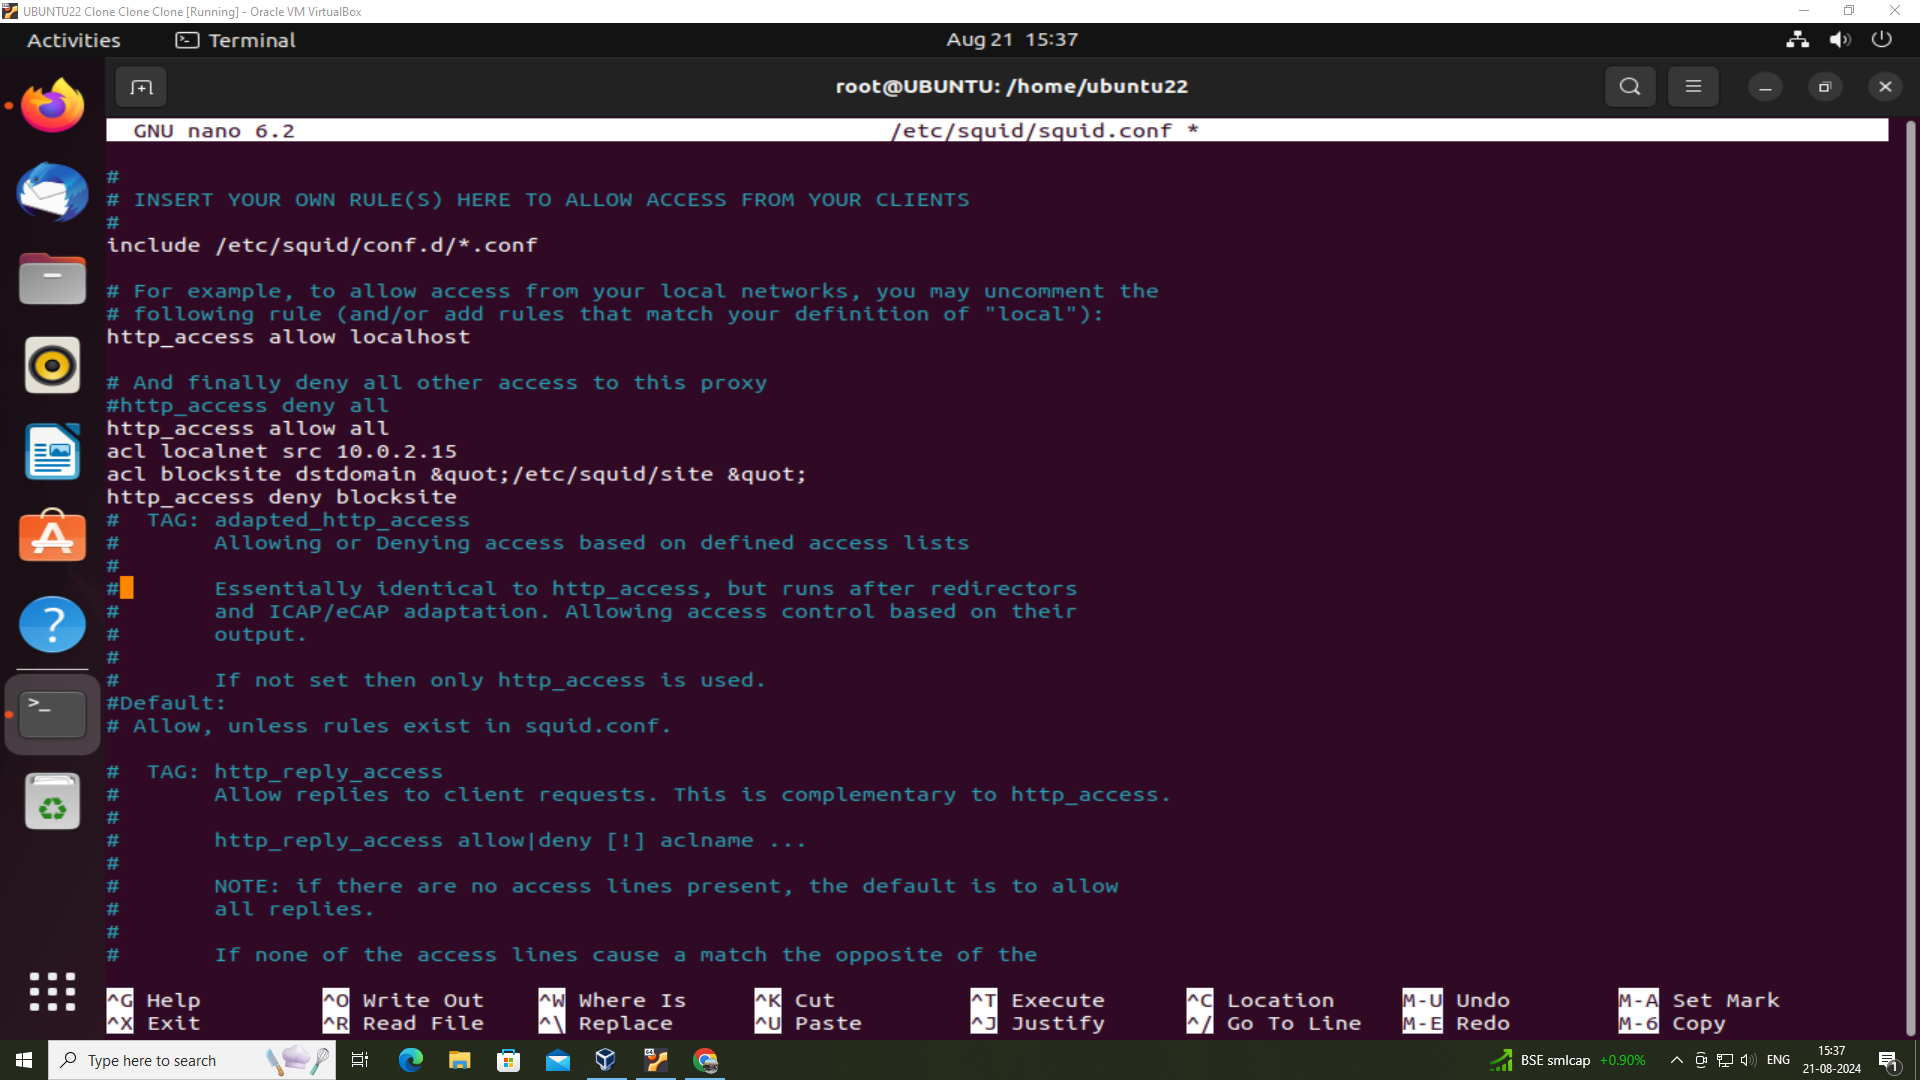 UBUNTU22 Clone Clone Clone [Running] - Oracle VM VirtualBox
Activities Terminal Aug 21 15:37
root@UBUNTU: /home/ubuntu22
GNU nano 6.2 /etc/squid/squid.conf *
#
# INSERT YOUR OWN RULE(S) HERE TO ALLOW ACCESS FROM YOUR CLIENTS
#
include /etc/squid/conf.d/*.conf
# For example, to allow access from your local networks, you may uncomment the
# following rule (and/or add rules that match your definition of "local"):
http_access allow localhost
# And finally deny all other access to this proxy
#http_access deny all
http_access allow all
acl localnet src 10.0.2.15
acl blocksite dstdomain &quot;/etc/squid/site &quot;
http_access deny blocksite
#  TAG: adapted_http_access
#       Allowing or Denying access based on defined access lists
#
#       Essentially identical to http_access, but runs after redirectors
#       and ICAP/eCAP adaptation. Allowing access control based on their
#       output.
#
#       If not set then only http_access is used.
#Default:
# Allow, unless rules exist in squid.conf.
#  TAG: http_reply_access
#       Allow replies to client requests. This is complementary to http_access.
#
#       http_reply_access allow|deny [!] aclname ...
#
#       NOTE: if there are no access lines present, the default is to allow
#       all replies.
#
#       If none of the access lines cause a match the opposite of the
^G Help ^O Write Out ^W Where Is ^K Cut ^T Execute ^C Location M-U Undo M-A Set Mark
^X Exit ^R Read File ^\ Replace ^U Paste ^J Justify ^/ Go To Line M-E Redo M-6 Copy
Type here to search BSE smlcap +0.90% ENG 15:37
21-08-2024 1